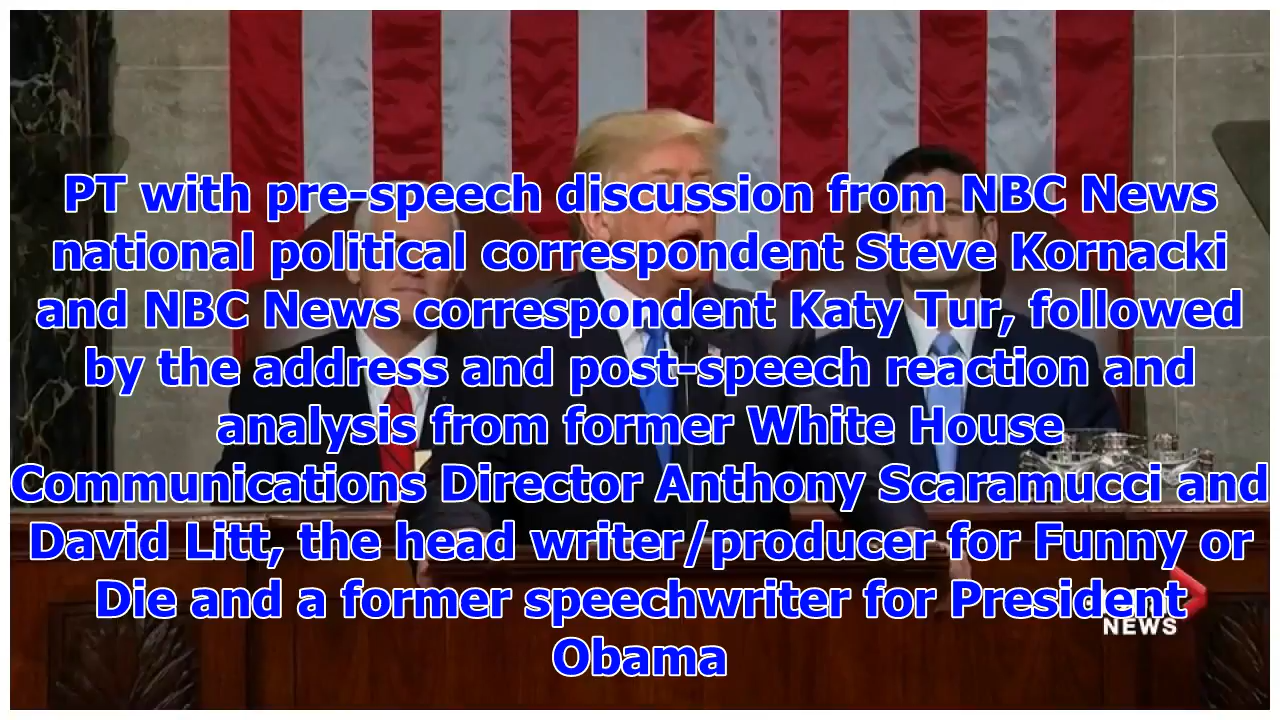 PT with pre-speech discussion from NBC News
national political correspondent Steve Kornacki
and NBC News correspondent Katy Tur, followed
by the address and post-speech reaction and
analysis from former White House
Communications Director Anthony Scaramucci and
David Litt, the head writer/producer for Funny or
Die and a former speechwriter for President
Obama
NEWS